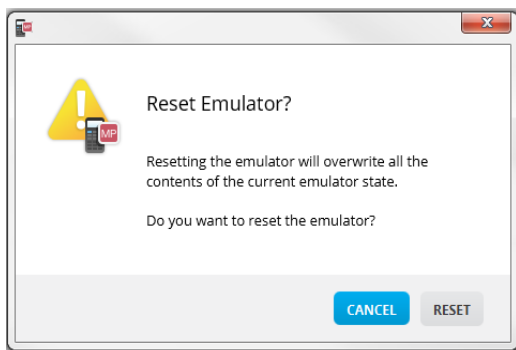 MP
Reset Emulator?
MP
Resetting the emulator will overwrite all the
contents of the current emulator state.
Do you want to reset the emulator?
CANCEL
RESET